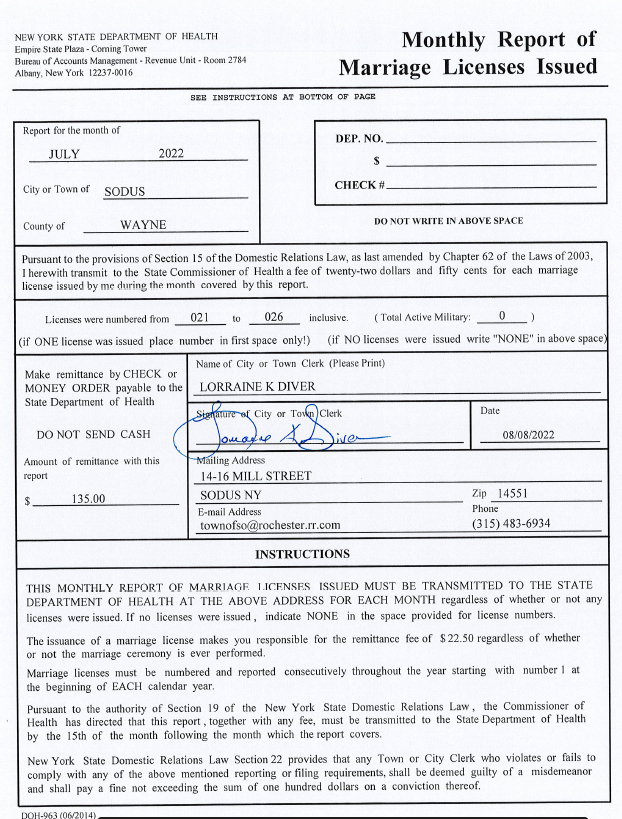 NEW YORK STATE DEPARTMENT OF HEALTH
Empire State Plaza - Corning Tower
Bureau of Accounts Management - Revenue Unit - Room 2784
Albany, New York 12237-0016
Monthly Report of
Marriage Licenses Issued
SEE INSTRUCTIONS AT BOTTOM OF PAGE
Report for the month of
JULY 2022
City or Town of SODUS
County of WAYNE
DEP. NO.
$
CHECK #
DO NOT WRITE IN ABOVE SPACE
Pursuant to the provisions of Section 15 of the Domestic Relations Law, as last amended by Chapter 62 of the Laws of 2003,
I herewith transmit to the State Commissioner of Health a fee of twenty-two dollars and fifty cents for each marriage
license issued by me during the month covered by this report.
Licenses were numbered from 021 to 026 inclusive. ( Total Active Military: 0 )
(if ONE license was issued place number in first space only!) (if NO licenses were issued write "NONE" in above space)
Make remittance by CHECK or
MONEY ORDER payable to the
State Department of Health
DO NOT SEND CASH
Amount of remittance with this
report
$ 135.00
Name of City or Town Clerk (Please Print)
LORRAINE K DIVER
Signature of City or Town Clerk
Lorraine K Diver
Date
08/08/2022
Mailing Address
14-16 MILL STREET
SODUS NY Zip 14551
E-mail Address Phone
townofso@rochester.rr.com (315) 483-6934
INSTRUCTIONS
THIS MONTHLY REPORT OF MARRIAGE LICENSES ISSUED MUST BE TRANSMITTED TO THE STATE
DEPARTMENT OF HEALTH AT THE ABOVE ADDRESS FOR EACH MONTH regardless of whether or not any
licenses were issued. If no licenses were issued, indicate NONE in the space provided for license numbers.
The issuance of a marriage license makes you responsible for the remittance fee of $22.50 regardless of whether
or not the marriage ceremony is ever performed.
Marriage licenses must be numbered and reported consecutively throughout the year starting with number 1 at
the beginning of EACH calendar year.
Pursuant to the authority of Section 19 of the New York State Domestic Relations Law, the Commissioner of
Health has directed that this report, together with any fee, must be transmitted to the State Department of Health
by the 15th of the month following the month which the report covers.
New York State Domestic Relations Law Section 22 provides that any Town or City Clerk who violates or fails to
comply with any of the above mentioned reporting or filing requirements, shall be deemed guilty of a misdemeanor
and shall pay a fine not exceeding the sum of one hundred dollars on a conviction thereof.
DOH-963 (06/2014)